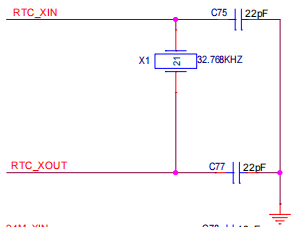 RTC_XIN
C75 22pF
X1 21 32.768KHZ
RTC_XOUT
C77 22pF